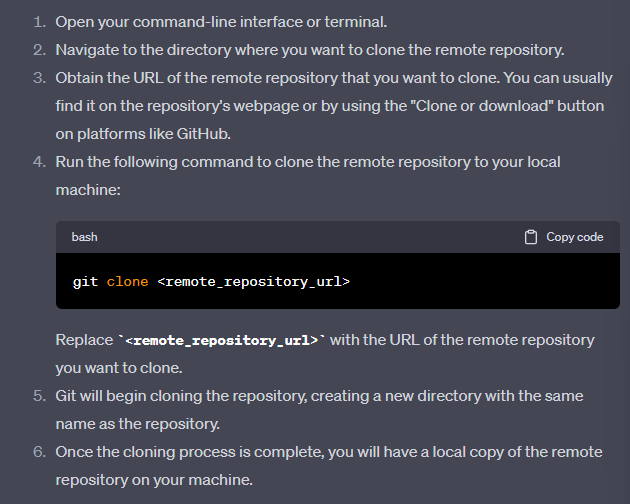 1. Open your command-line interface or terminal.
2. Navigate to the directory where you want to clone the remote repository.
3. Obtain the URL of the remote repository that you want to clone. You can usually
find it on the repository's webpage or by using the "Clone or download" button
on platforms like GitHub.
4. Run the following command to clone the remote repository to your local
machine:
bash Copy code
git clone <remote_repository_url>
Replace `<remote_repository_url>` with the URL of the remote repository
you want to clone.
5. Git will begin cloning the repository, creating a new directory with the same
name as the repository.
6. Once the cloning process is complete, you will have a local copy of the remote
repository on your machine.